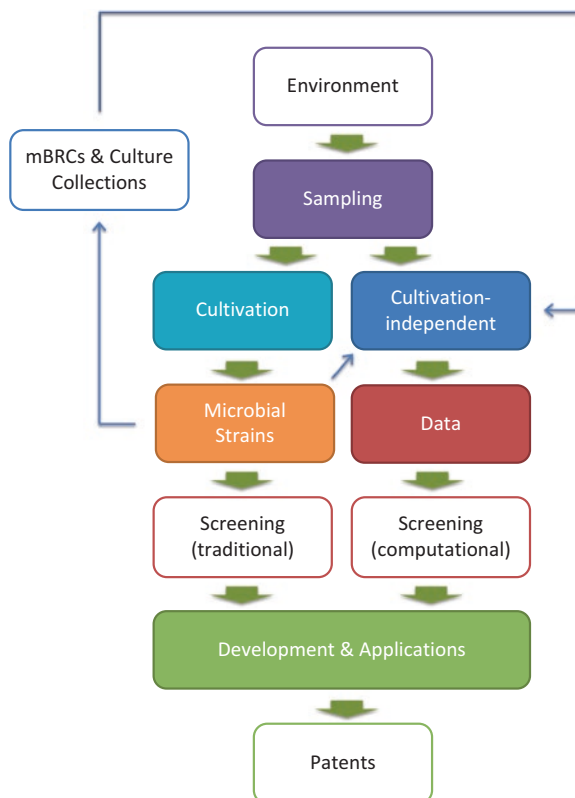 Environment
mBRCs & Culture
Collections
Sampling
Cultivation
Cultivation-
independent
Microbial
Strains
Data
Screening
(traditional)
Screening
(computational)
Development & Applications
Patents